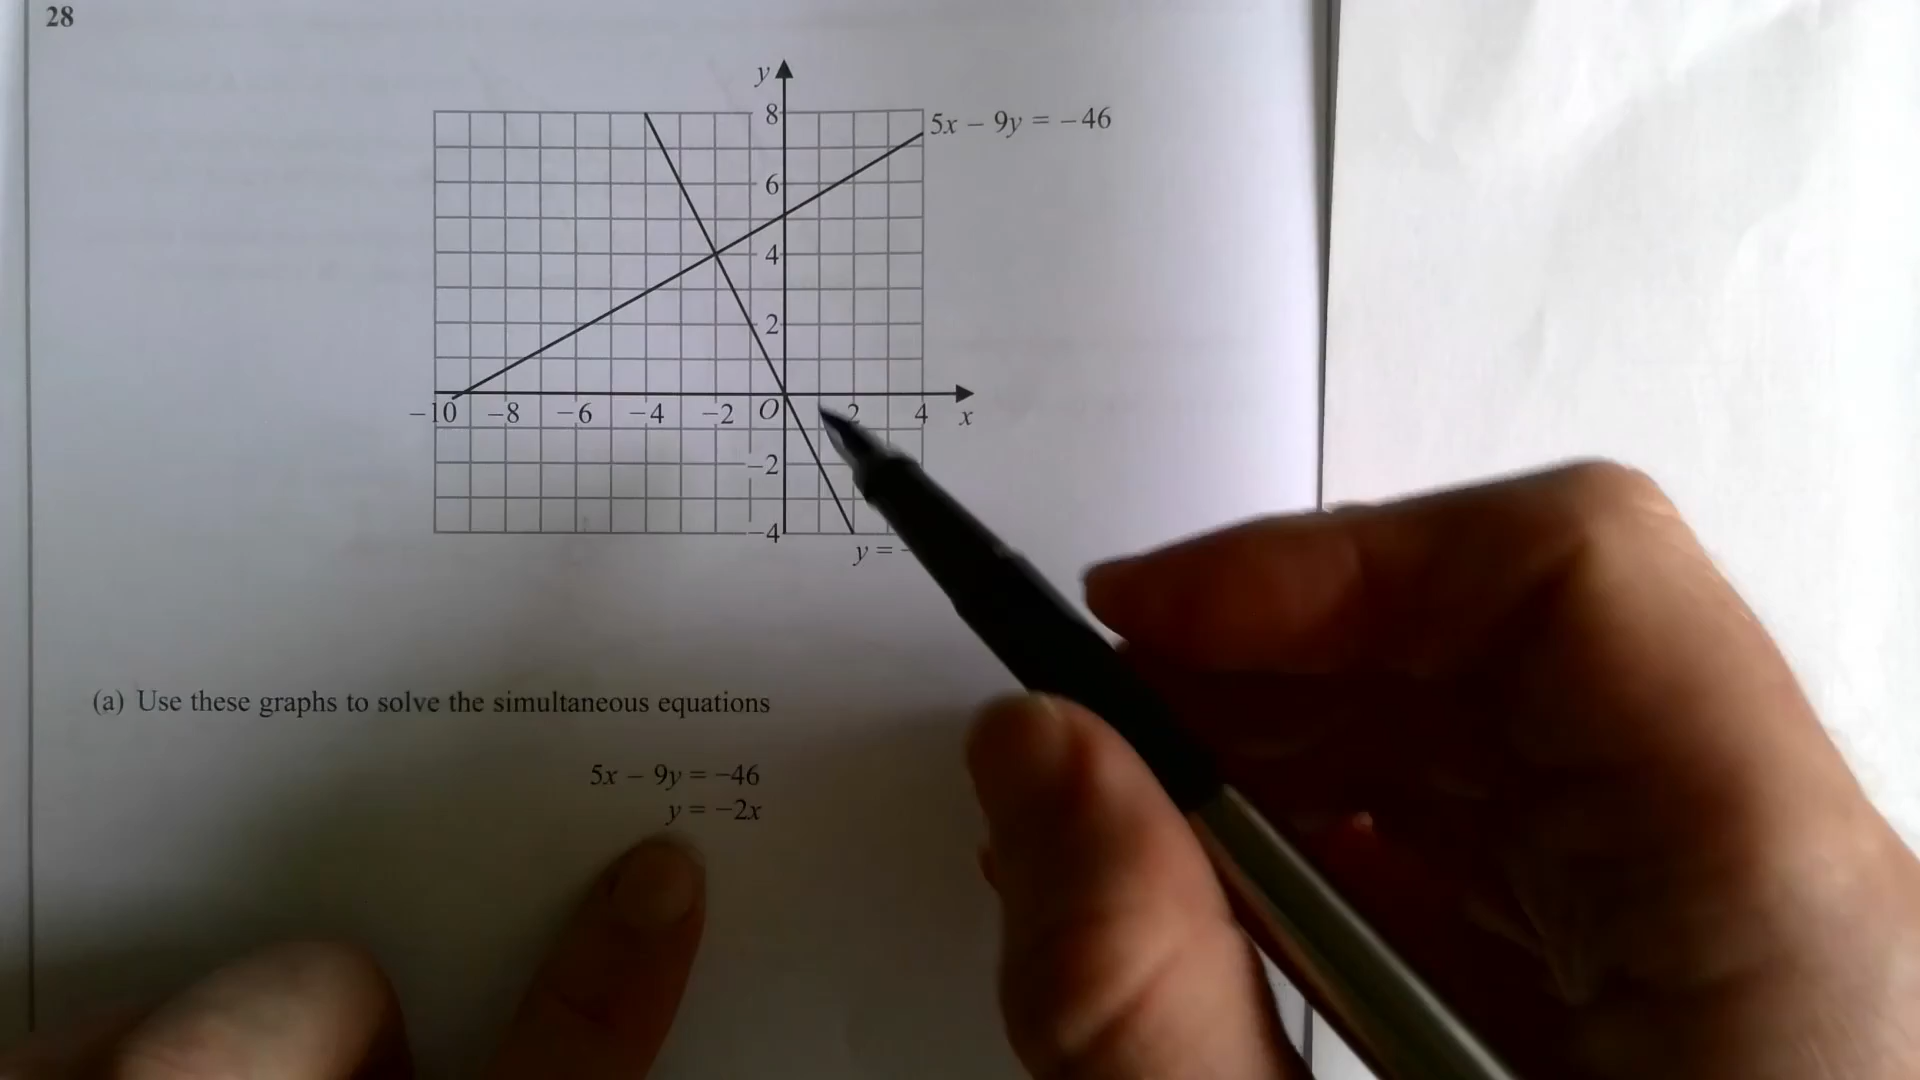 28
y
8
5x – 9y = –46
6
4
2
–10 –8 –6 –4 –2 O 2 4 x
–2
–4
y = –
(a) Use these graphs to solve the simultaneous equations
5x – 9y = –46
y = –2x